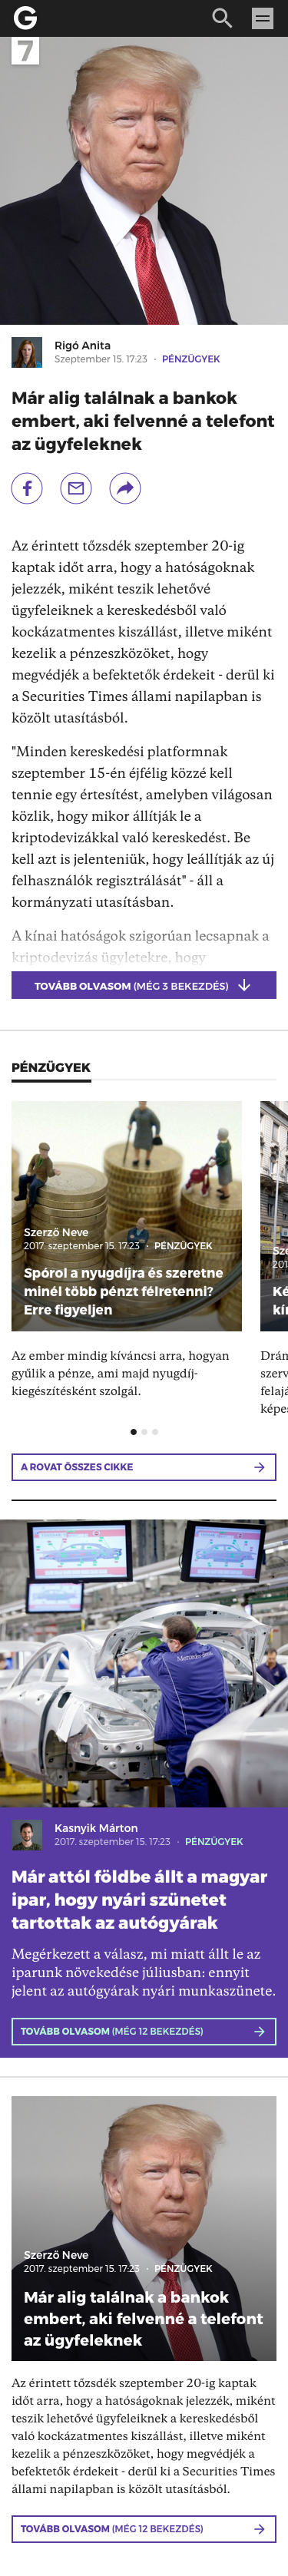 G
7
Rigó Anita
Szeptember 15. 17:23 · PÉNZÜGYEK
Már alig találnak a bankok
embert, aki felvenné a telefont
az ügyfeleknek
Az érintett tőzsdék szeptember 20-ig
kaptak időt arra, hogy a hatóságoknak
jelezzék, miként teszik lehetővé
ügyfeleiknek a kereskedésből való
kockázatmentes kiszállást, illetve miként
kezelik a pénzeszközöket, hogy
megvédjék a befektetők érdekeit - derül ki
a Securities Times állami napilapban is
közölt utasításból.
"Minden kereskedési platformnak
szeptember 15-én éjfélig közzé kell
tennie egy értesítést, amelyben világosan
közlik, hogy mikor állítják le a
kriptodevizákkal való kereskedést. Be
kell azt is jelenteniük, hogy leállítják az új
felhasználók regisztrálását" - áll a
kormányzati utasításban.
A kínai hatóságok szigorúan lecsapnak a
kriptodevizás ügyletekre, hogy
TOVÁBB OLVASOM (MÉG 3 BEKEZDÉS)
PÉNZÜGYEK
Szerző Neve
2017. szeptember 15. 17:23 · PÉNZÜGYEK
Spórol a nyugdíjra és szeretne
minél több pénzt félretenni?
Erre figyeljen
Az ember mindig kíváncsi arra, hogyan
gyűlik a pénze, ami majd nyugdíj-
kiegészítésként szolgál.
Sze
201
Ké
kír
Drám
szerv
felajá
képes
A ROVAT ÖSSZES CIKKE
Mercedes-Benz
Kasnyik Márton
2017. szeptember 15. 17:23 · PÉNZÜGYEK
Már attól földbe állt a magyar
ipar, hogy nyári szünetet
tartottak az autógyárak
Megérkezett a válasz, mi miatt állt le az
iparunk növekedése júliusban: ennyit
jelent az autógyárak nyári munkaszünete.
TOVÁBB OLVASOM (MÉG 12 BEKEZDÉS)
Szerző Neve
2017. szeptember 15. 17:23 · PÉNZÜGYEK
Már alig találnak a bankok
embert, aki felvenné a telefont
az ügyfeleknek
Az érintett tőzsdék szeptember 20-ig kaptak
időt arra, hogy a hatóságoknak jelezzék, miként
teszik lehetővé ügyfeleiknek a kereskedésből
való kockázatmentes kiszállást, illetve miként
kezelik a pénzeszközöket, hogy megvédjék a
befektetők érdekeit - derül ki a Securities Times
állami napilapban is közölt utasításból.
TOVÁBB OLVASOM (MÉG 12 BEKEZDÉS)